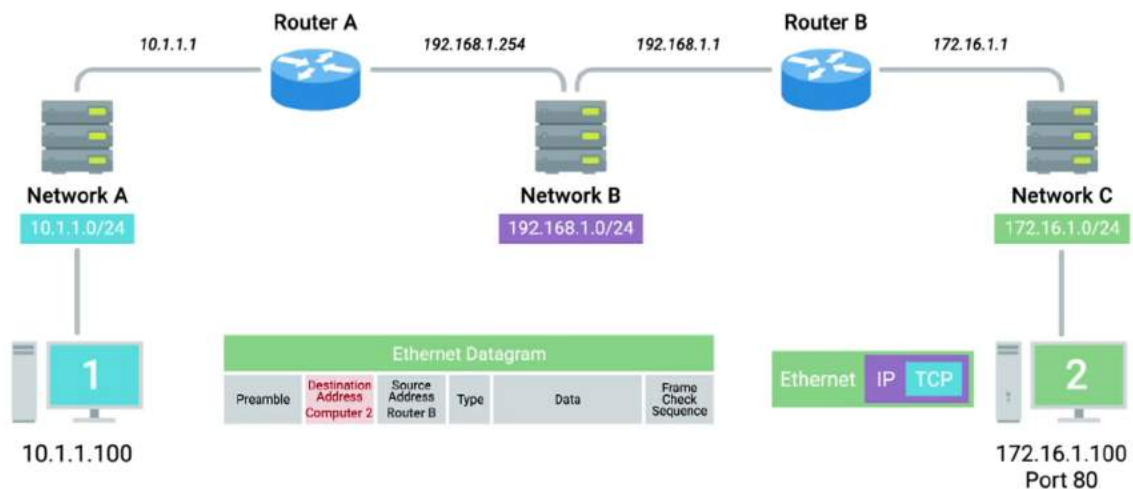 Router A
Router B
10.1.1.1
192.168.1.254
192.168.1.1
172.16.1.1
Network A
Network B
Network C
10.1.1.0/24
192.168.1.0/24
172.16.1.0/24
1
Ethernet Datagram
Preamble
Destination
Address
Computer 2
Source
Address
Router B
Type
Data
Frame
Check
Sequence
Ethernet IP TCP
2
10.1.1.100
172.16.1.100
Port 80